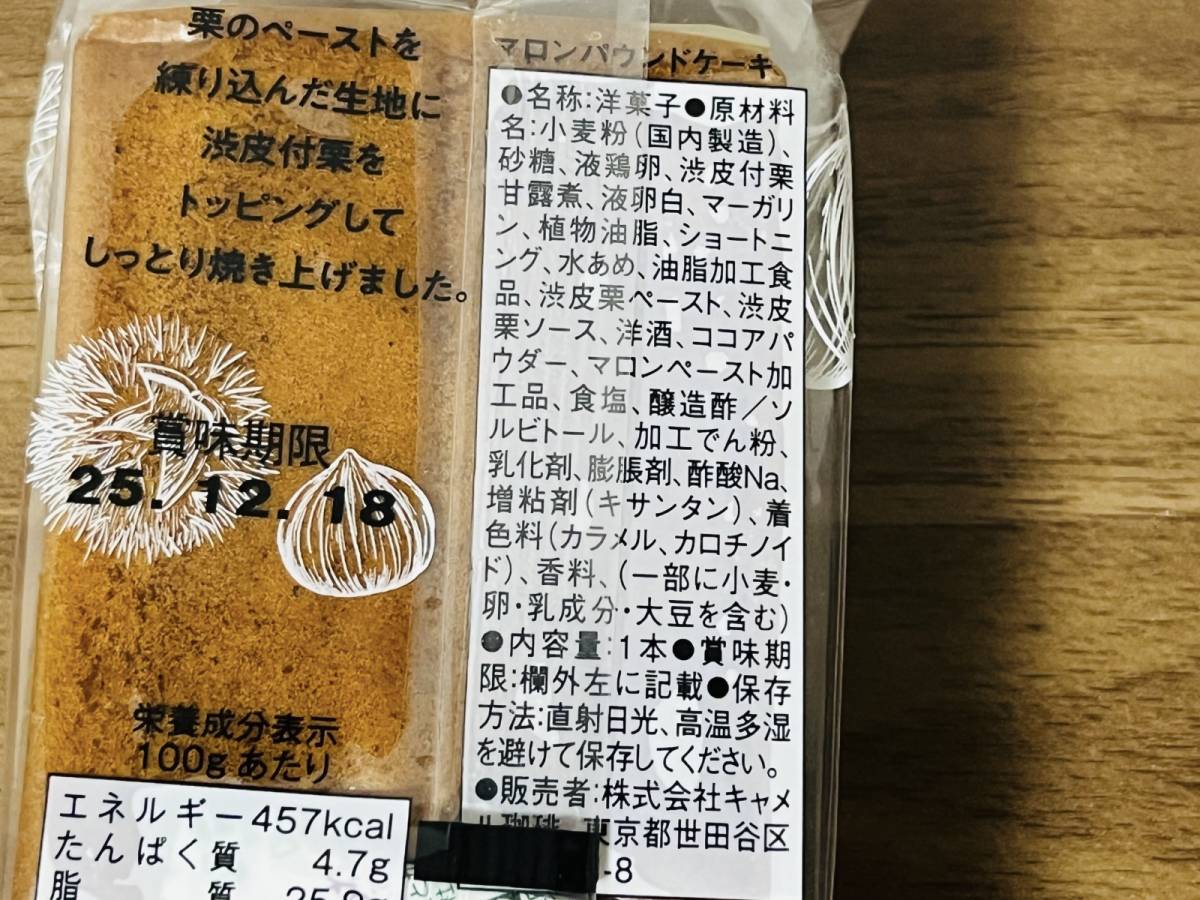 栗のペーストを
練り込んだ生地に
渋皮付栗を
トッピングして
しっとり焼き上げました。
賞味期限
25.12.18
栄養成分表示
100gあたり
エネルギー457kcal
たんぱく質 4.7g
脂質
マロンパウンドケーキ
●名称:洋菓子●原材料
名:小麦粉(国内製造)、
砂糖、液鶏卵、渋皮付栗
甘露煮、液卵白、マーガリ
ン、植物油脂、ショートニ
ング、水あめ、油脂加工食
品、渋皮栗ペースト、渋皮
栗ソース、洋酒、ココアパ
ウダー、マロンペースト加
工品、食塩、醸造酢/ソ
ルビトール、加工でん粉、
乳化剤、膨脹剤、酢酸Na、
増粘剤(キサンタン)、着
色料(カラメル、カロチノイ
ド)、香料、(一部に小麦・
卵・乳成分・大豆を含む)
●内容量:1本●賞味期
限:欄外左に記載●保存
方法:直射日光、高温多湿
を避けて保存してください。
●販売者:株式会社キャメ
ル珈琲 東京都世田谷区
-8